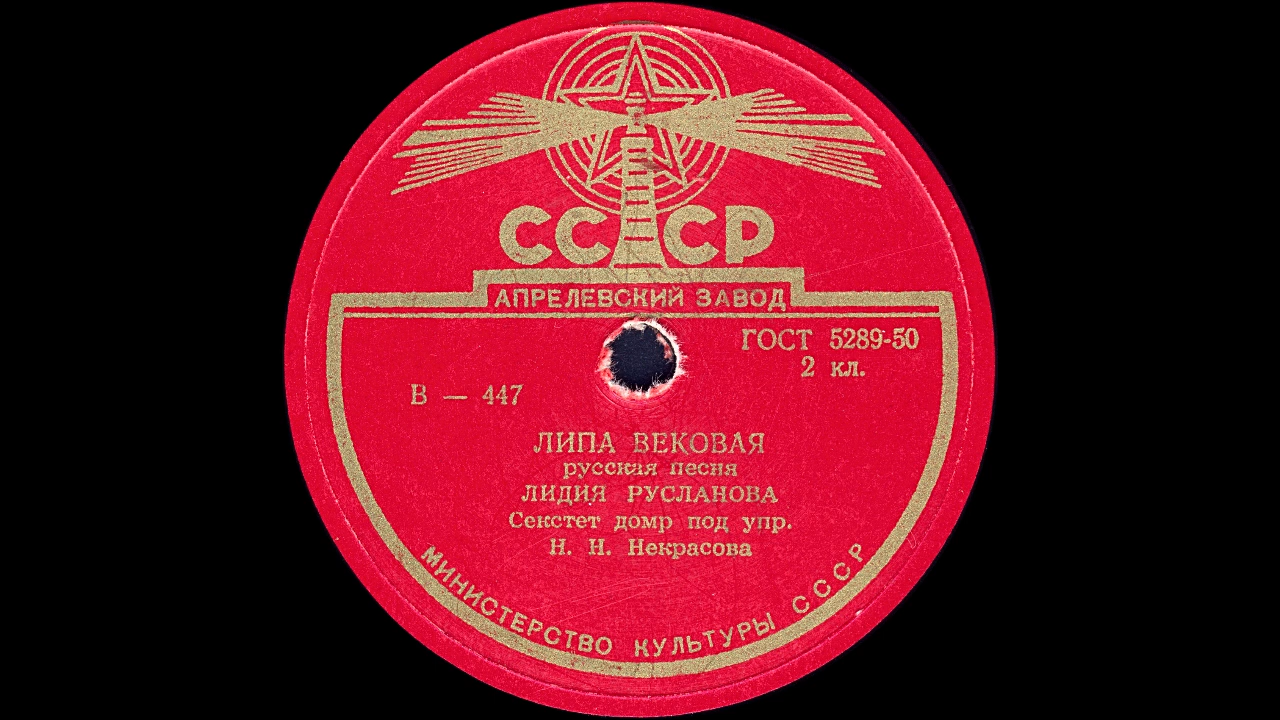 СССР
АПРЕЛЕВСКИЙ ЗАВОД
ГОСТ 5289-50
2 кл.
В — 447
ЛИПА ВЕКОВАЯ
русская песня
ЛИДИЯ РУСЛАНОВА
Секстет домр под упр.
Н. Н. Некрасова
МИНИСТЕРСТВО КУЛЬТУРЫ СССР